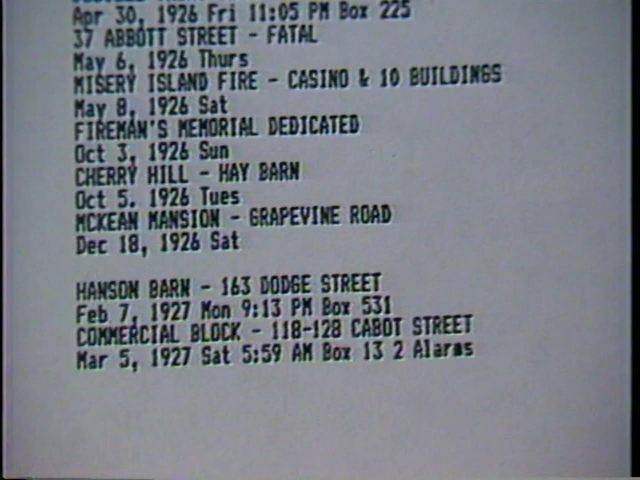 Apr 30, 1926 Fri 11:05 PM Box 225
37 ABBOTT STREET - FATAL
May 6, 1926 Thurs
MISERY ISLAND FIRE - CASINO & 10 BUILDINGS
May 8, 1926 Sat
FIREMAN'S MEMORIAL DEDICATED
Oct 3, 1926 Sun
CHERRY HILL - HAY BARN
Oct 5. 1926 Tues
MCKEAN MANSION - GRAPEVINE ROAD
Dec 18, 1926 Sat
HANSON BARN - 163 DODGE STREET
Feb 7, 1927 Mon 9:13 PM Box 531
COMMERCIAL BLOCK - 118-128 CABOT STREET
Mar 5, 1927 Sat 5:59 AM Box 13 2 Alarms